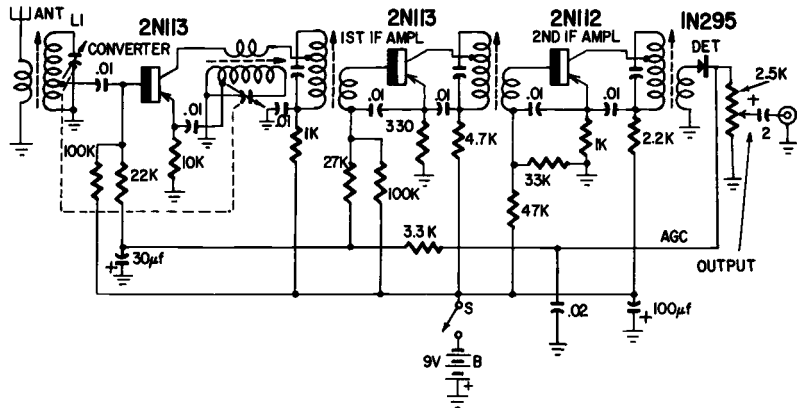 ANT
L1
CONVERTER
2N113
2N113
1ST IF AMPL
2N112
2ND IF AMPL
1N295
DET
.01
.01
.01
.01
.01
.01
.01
2.5K
+
2
100K
22K
10K
1K
27K
100K
330
4.7K
33K
47K
1K
2.2K
3.3K
AGC
OUTPUT
+
30µf
S
.02
+
100µf
9V
B
+